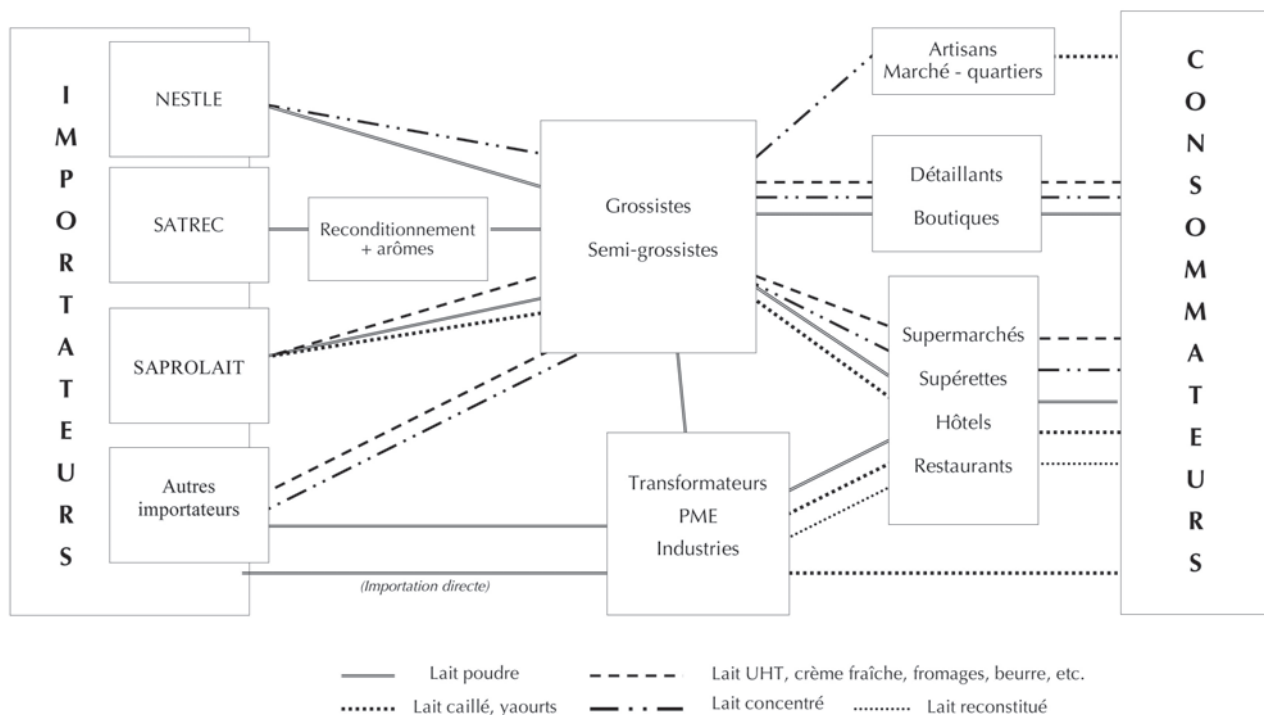 IMPORTATEURS
NESTLE
SATREC
SAPROLAIT
Autres
importateurs
Reconditionnement
+ arômes
Grossistes
Semi-grossistes
Transformateurs
PME
Industries
(Importation directe)
Artisans
Marché - quartiers
Détaillants
Boutiques
Supermarchés
Supérettes
Hôtels
Restaurants
CONSOMMATEURS
Lait poudre
Lait UHT, crème fraîche, fromages, beurre, etc.
Lait caillé, yaourts
Lait concentré
Lait reconstitué